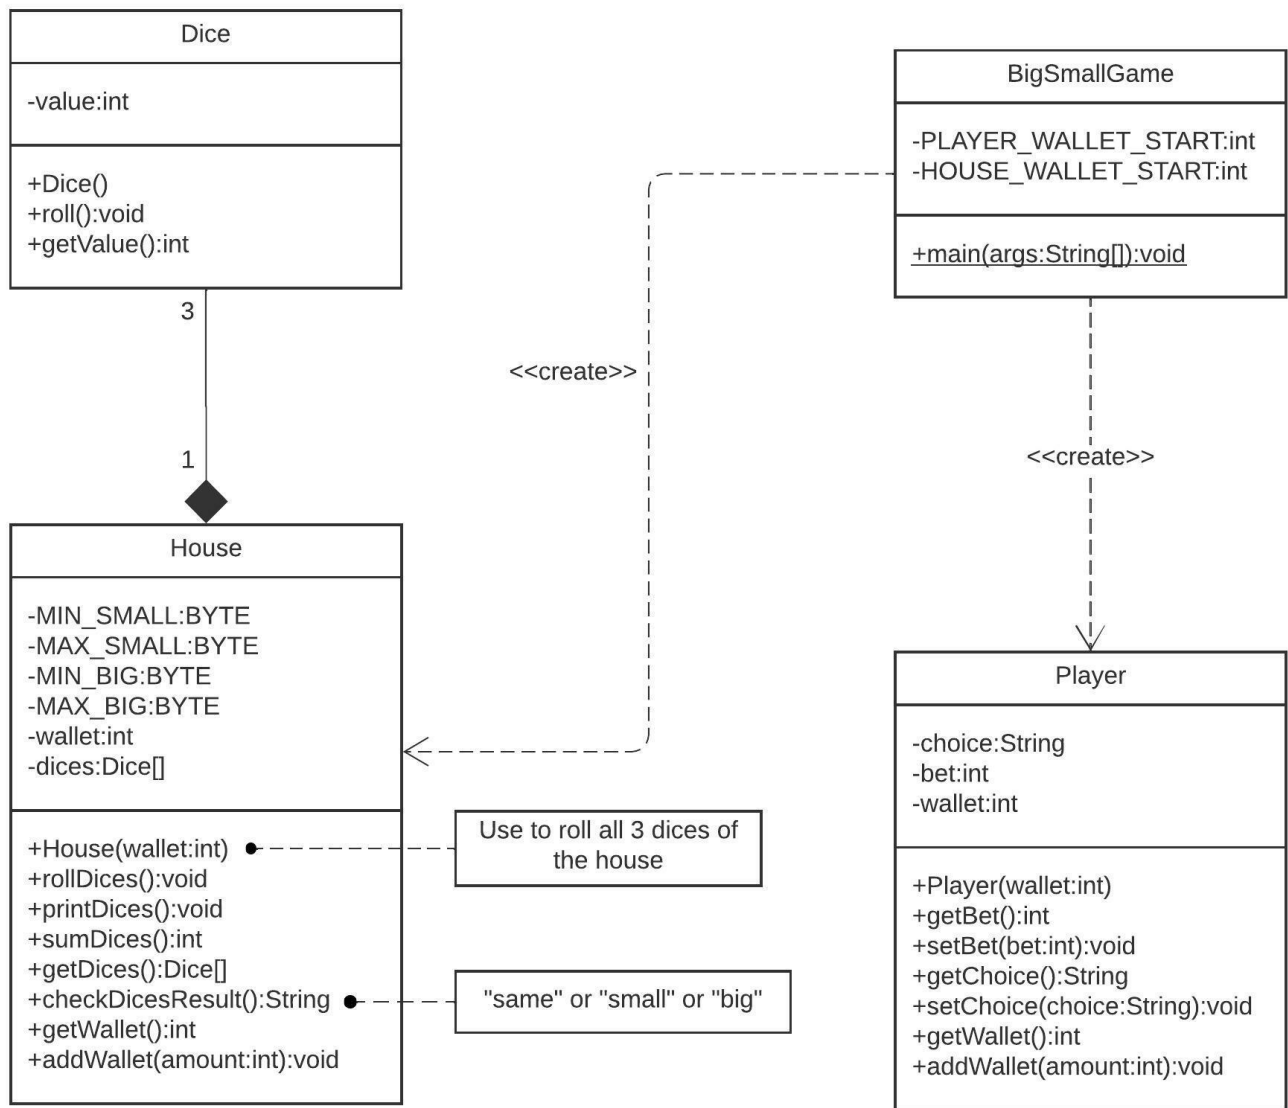 Dice
-value:int
+Dice()
+roll():void
+getValue():int
3
1
House
-MIN_SMALL:BYTE
-MAX_SMALL:BYTE
-MIN_BIG:BYTE
-MAX_BIG:BYTE
-wallet:int
-dices:Dice[]
+House(wallet:int)
+rollDices():void
+printDices():void
+sumDices():int
+getDices():Dice[]
+checkDicesResult():String
+getWallet():int
+addWallet(amount:int):void
Use to roll all 3 dices of
the house
"same" or "small" or "big"
<<create>>
BigSmallGame
-PLAYER_WALLET_START:int
-HOUSE_WALLET_START:int
+main(args:String[]):void
<<create>>
Player
-choice:String
-bet:int
-wallet:int
+Player(wallet:int)
+getBet():int
+setBet(bet:int):void
+getChoice():String
+setChoice(choice:String):void
+getWallet():int
+addWallet(amount:int):void